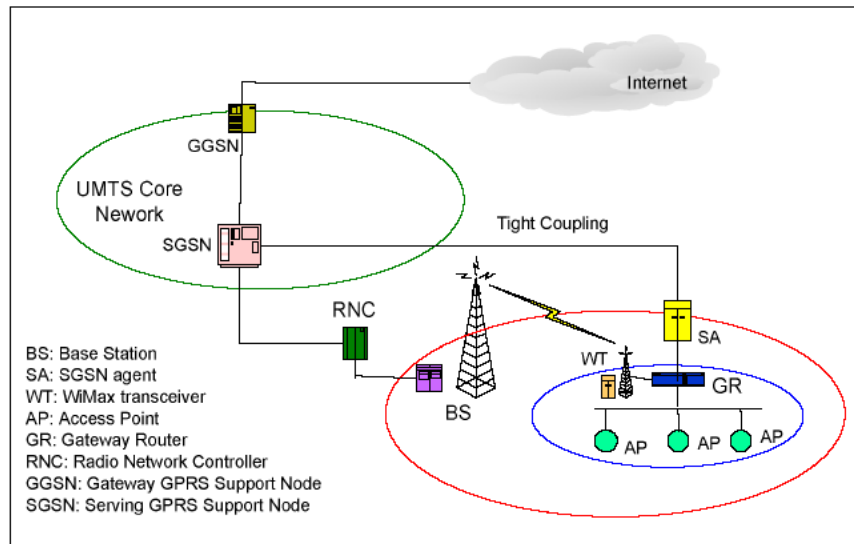 Internet
GGSN
UMTS Core
Nework
SGSN
Tight Coupling
RNC
SA
WT
GR
BS
AP
AP
AP
BS: Base Station
SA: SGSN agent
WT: WiMax transceiver
AP: Access Point
GR: Gateway Router
RNC: Radio Network Controller
GGSN: Gateway GPRS Support Node
SGSN: Serving GPRS Support Node